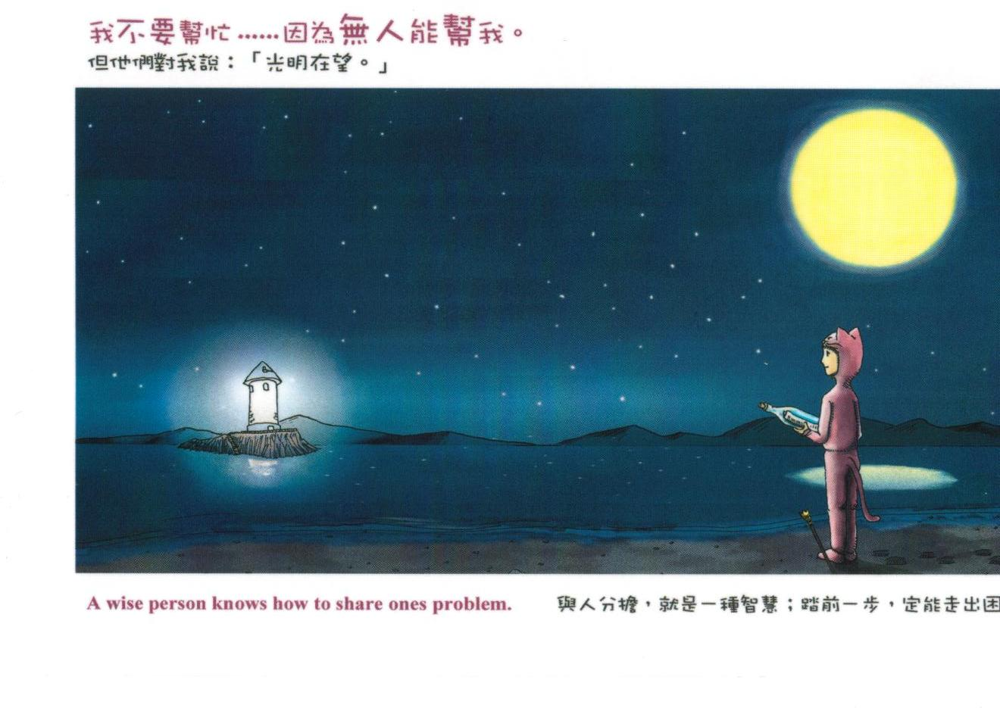 我不要幫忙……因為無人能幫我。
但他們對我說：「光明在望。」
A wise person knows how to share ones problem.
與人分擔，就是一種智慧；踏前一步，定能走出困